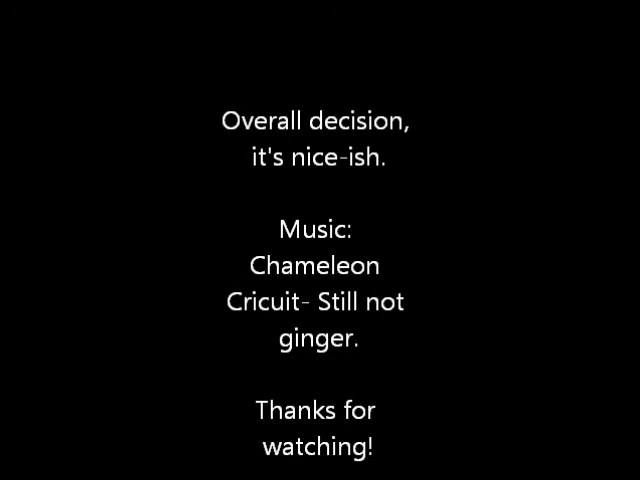 Overall decision,
it's nice-ish.
Music:
Chameleon
Cricuit- Still not
ginger.
Thanks for
watching!